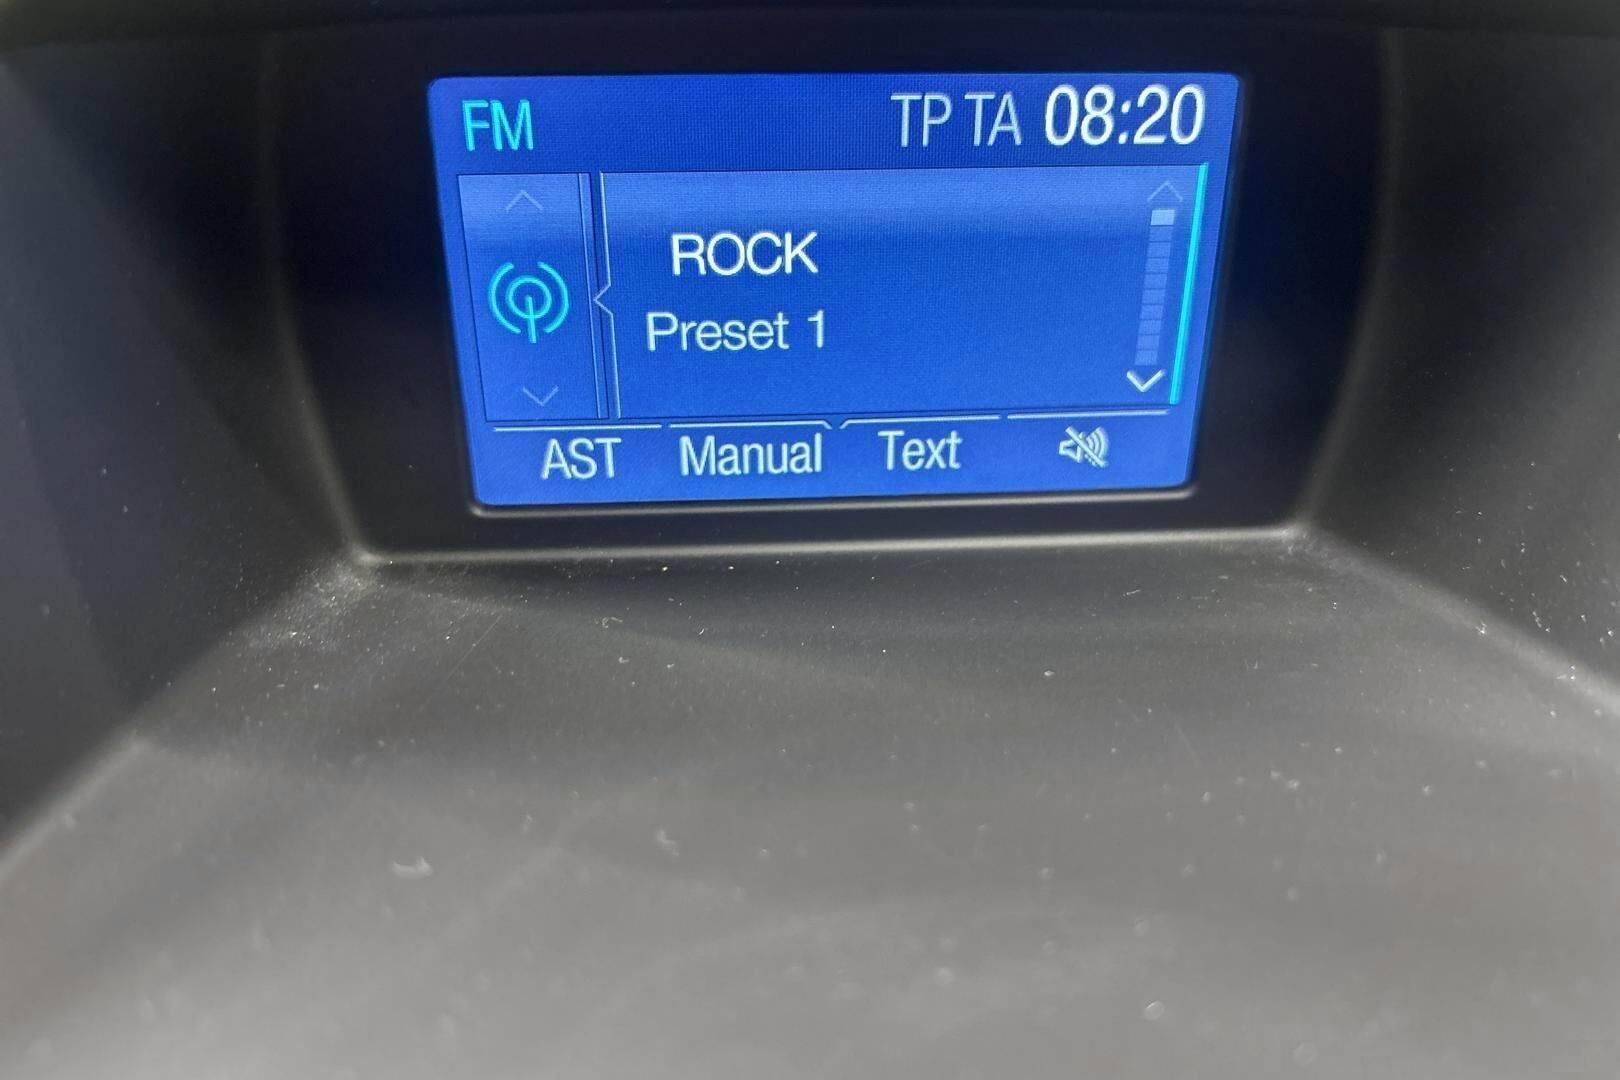 FM TP TA 08:20
ROCK
Preset 1
AST Manual Text